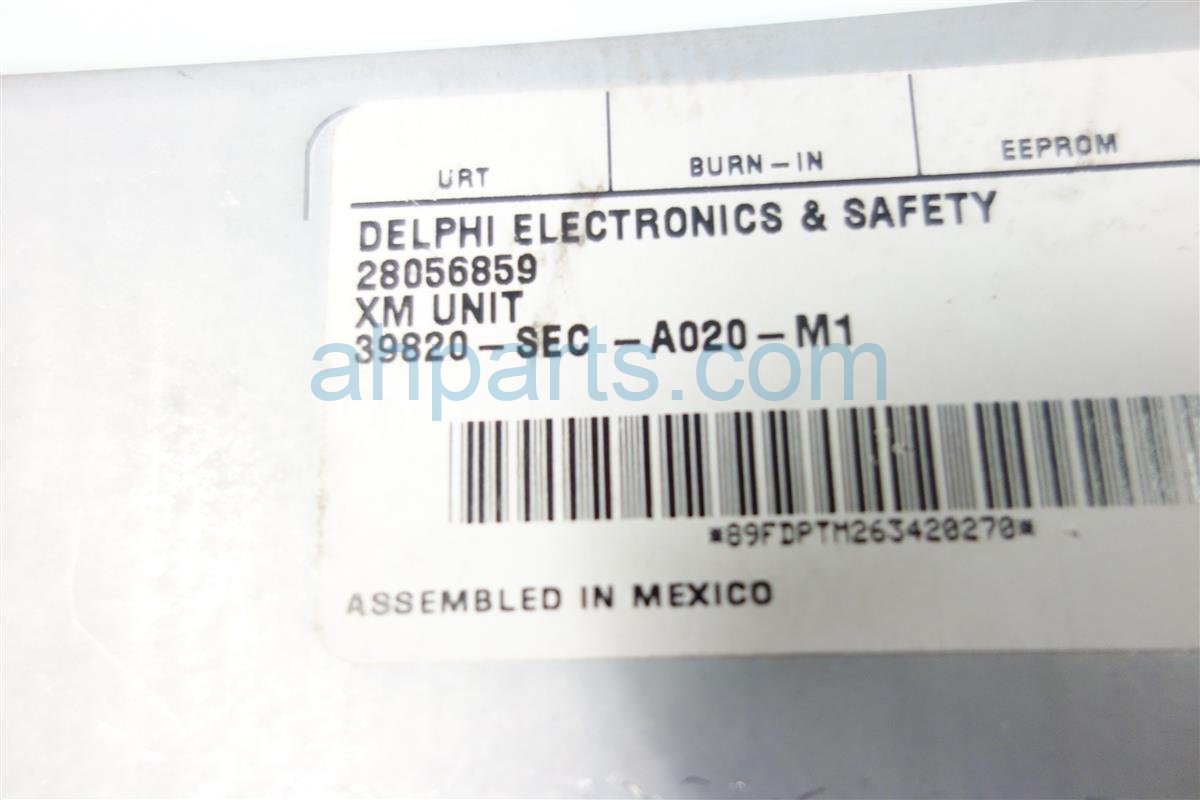 URT BURN-IN EEPROM
DELPHI ELECTRONICS & SAFETY
28056859
XM UNIT
39820-SEC-A020-M1
ahparts.com
*89FDPTM263420270*
ASSEMBLED IN MEXICO